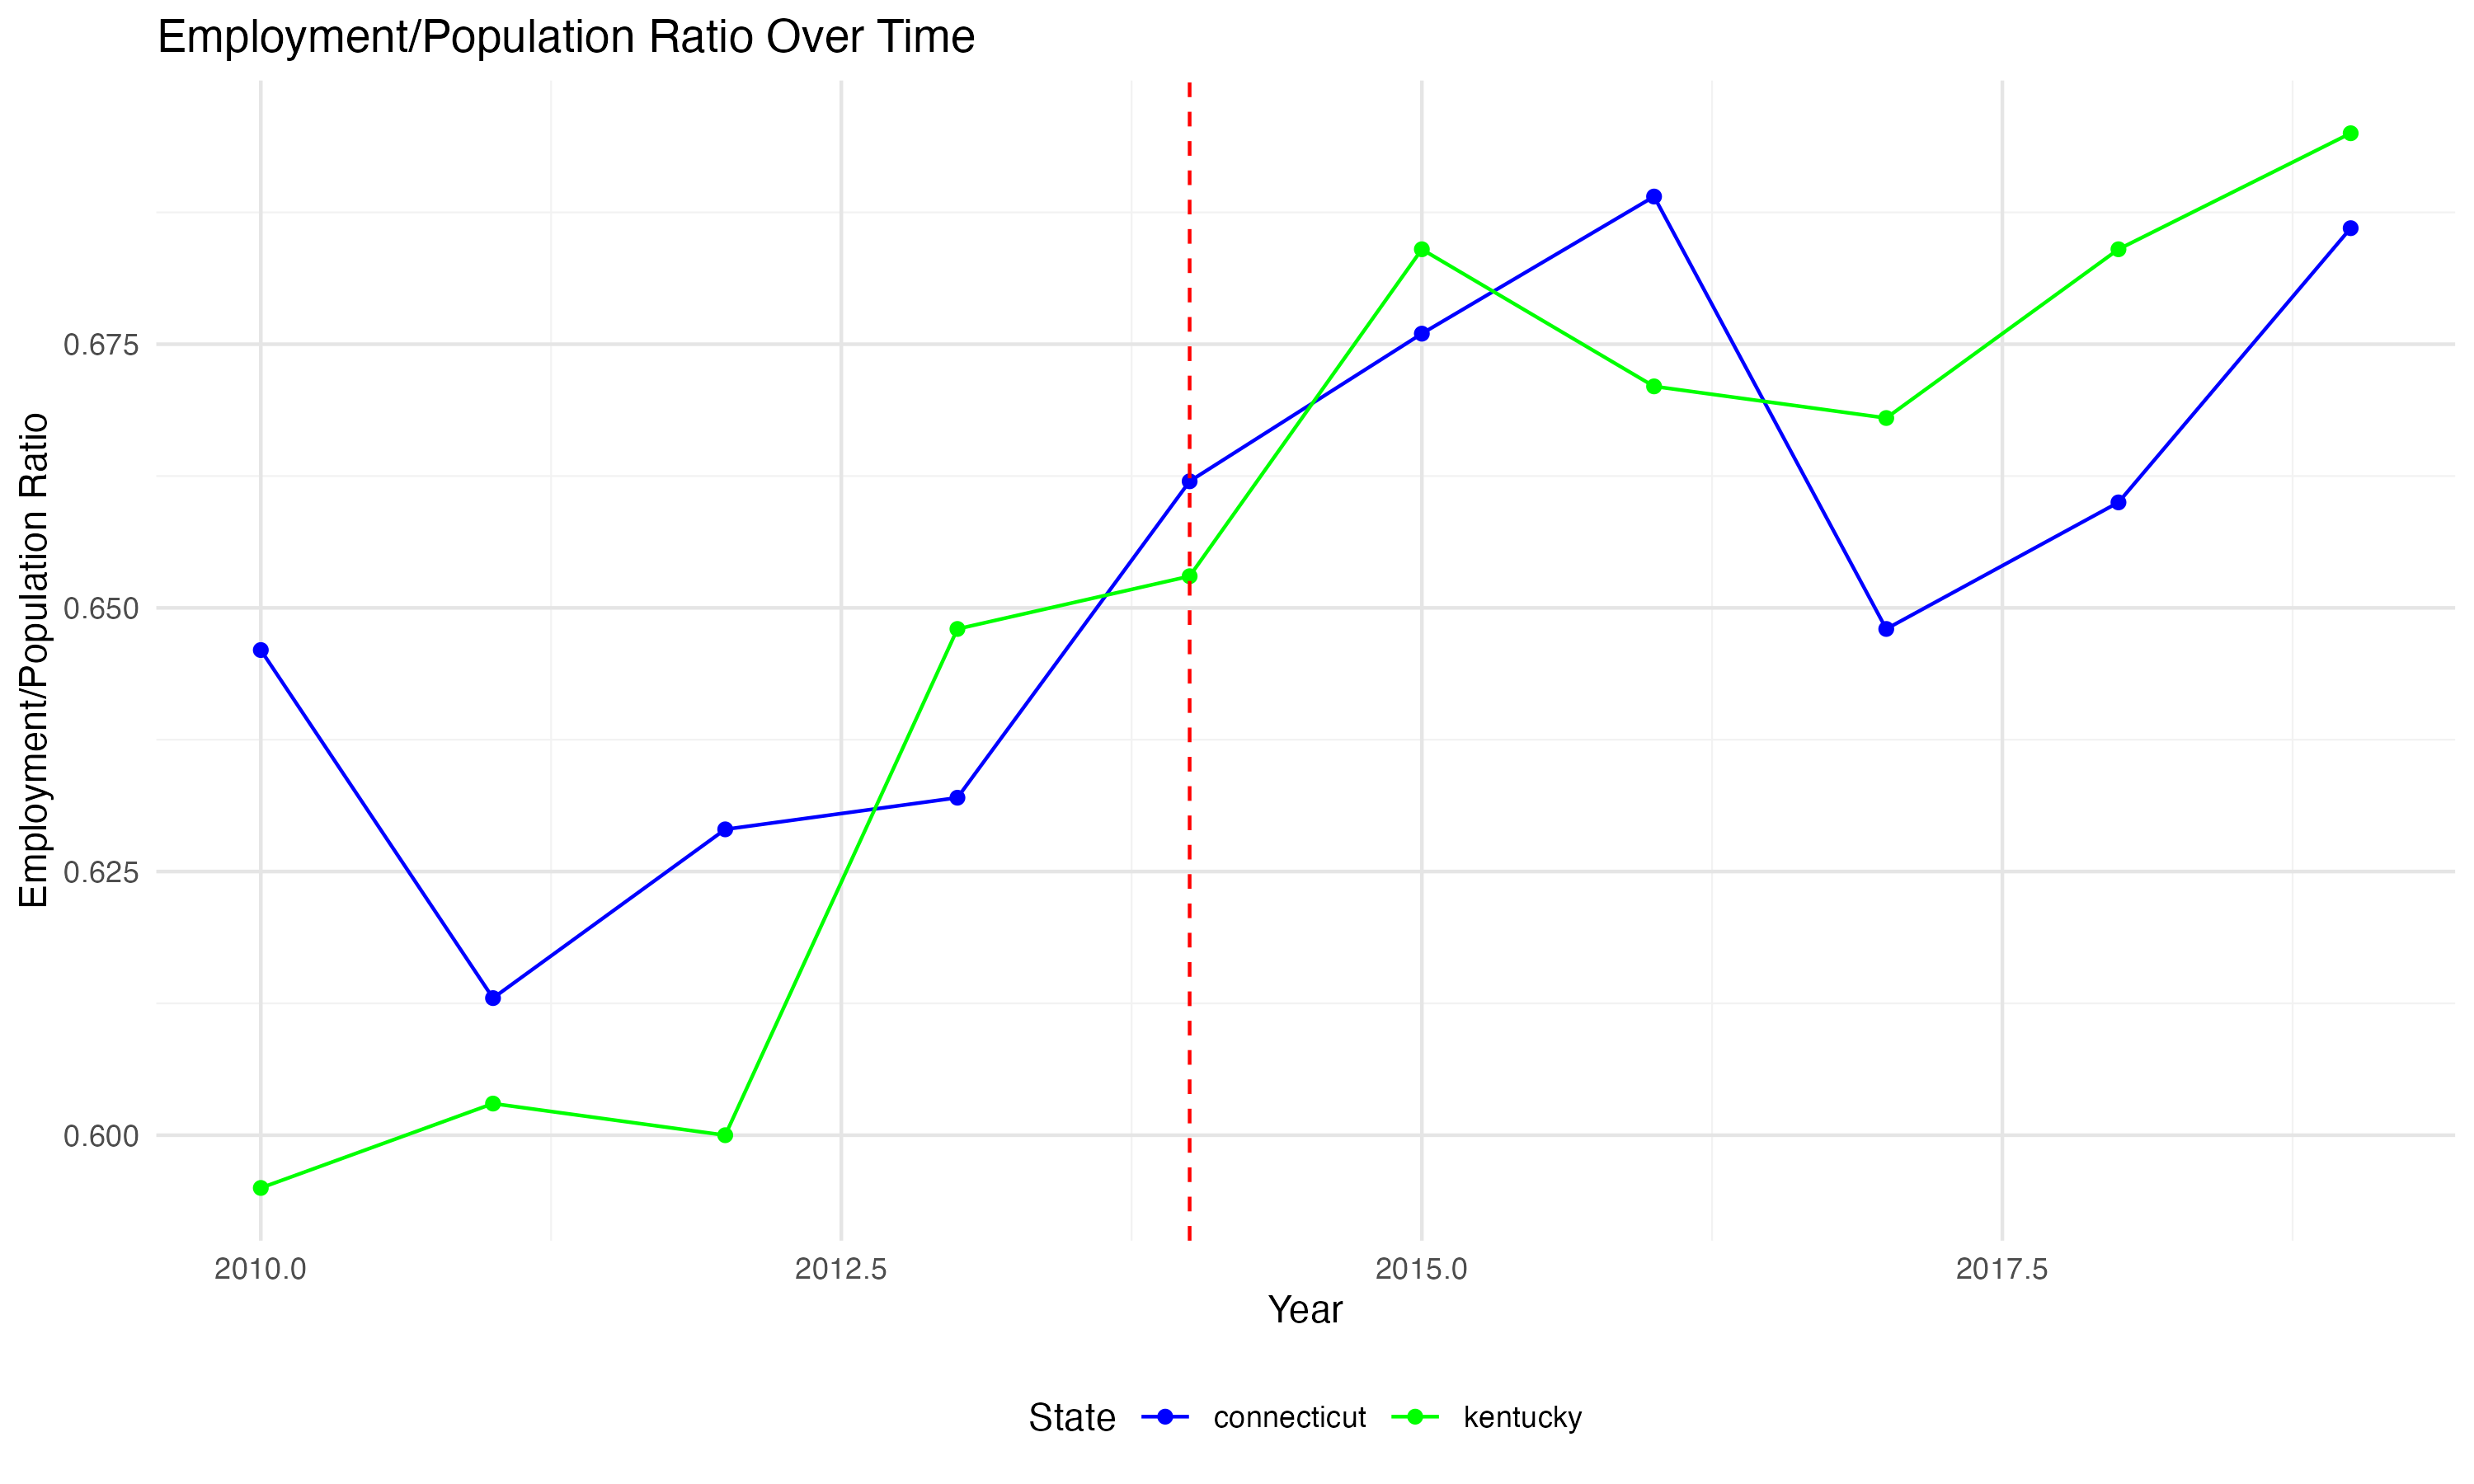 Employment/Population Ratio Over Time
Employment/Population Ratio
0.675
0.650
0.625
0.600
2010.0 2012.5 2015.0 2017.5
Year
State connecticut kentucky